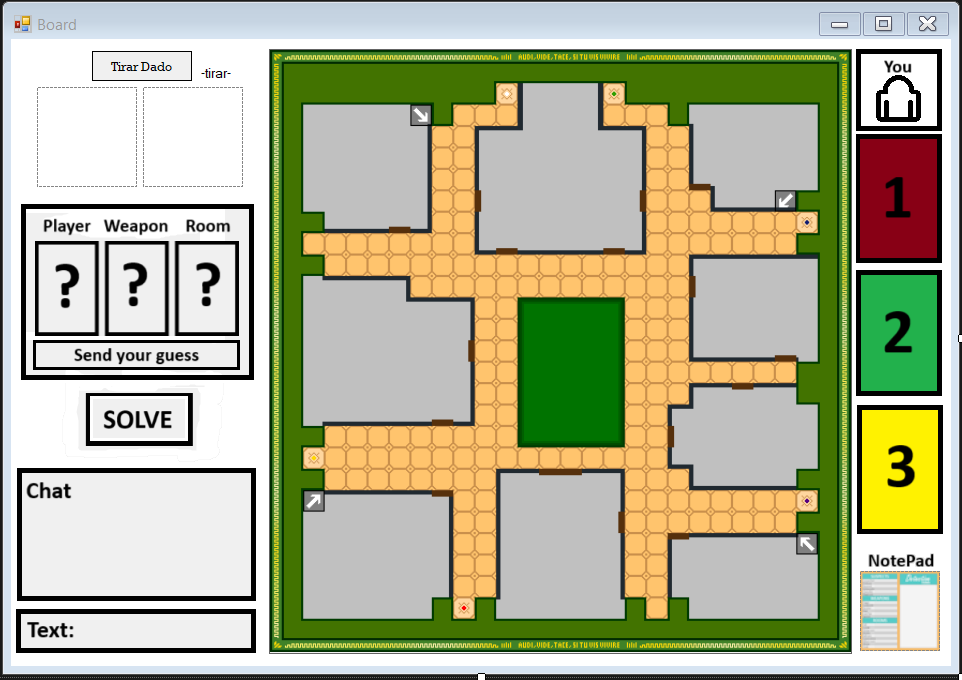 Board
Tirar Dado
-tirar-
Player Weapon Room
? ? ?
Send your guess
SOLVE
Chat
Text:
You
1
2
3
NotePad